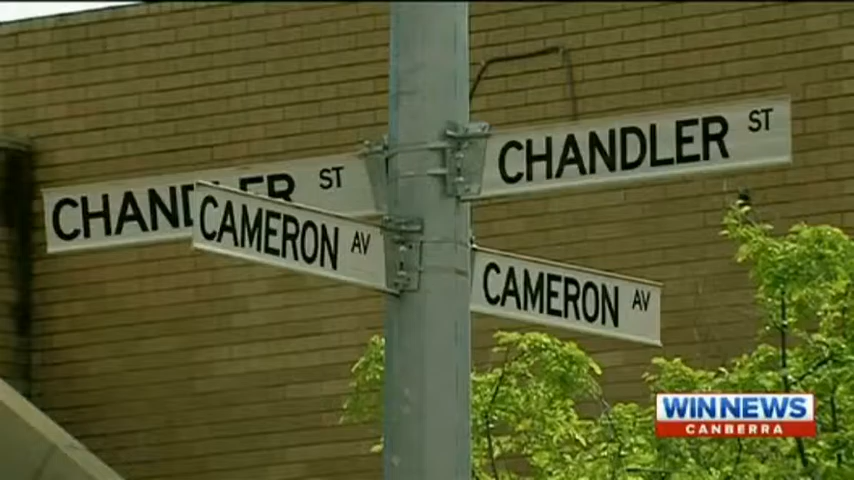 CHANDLER ST
CHANDLER ST
CAMERON AV
CAMERON AV
WIN NEWS
CANBERRA